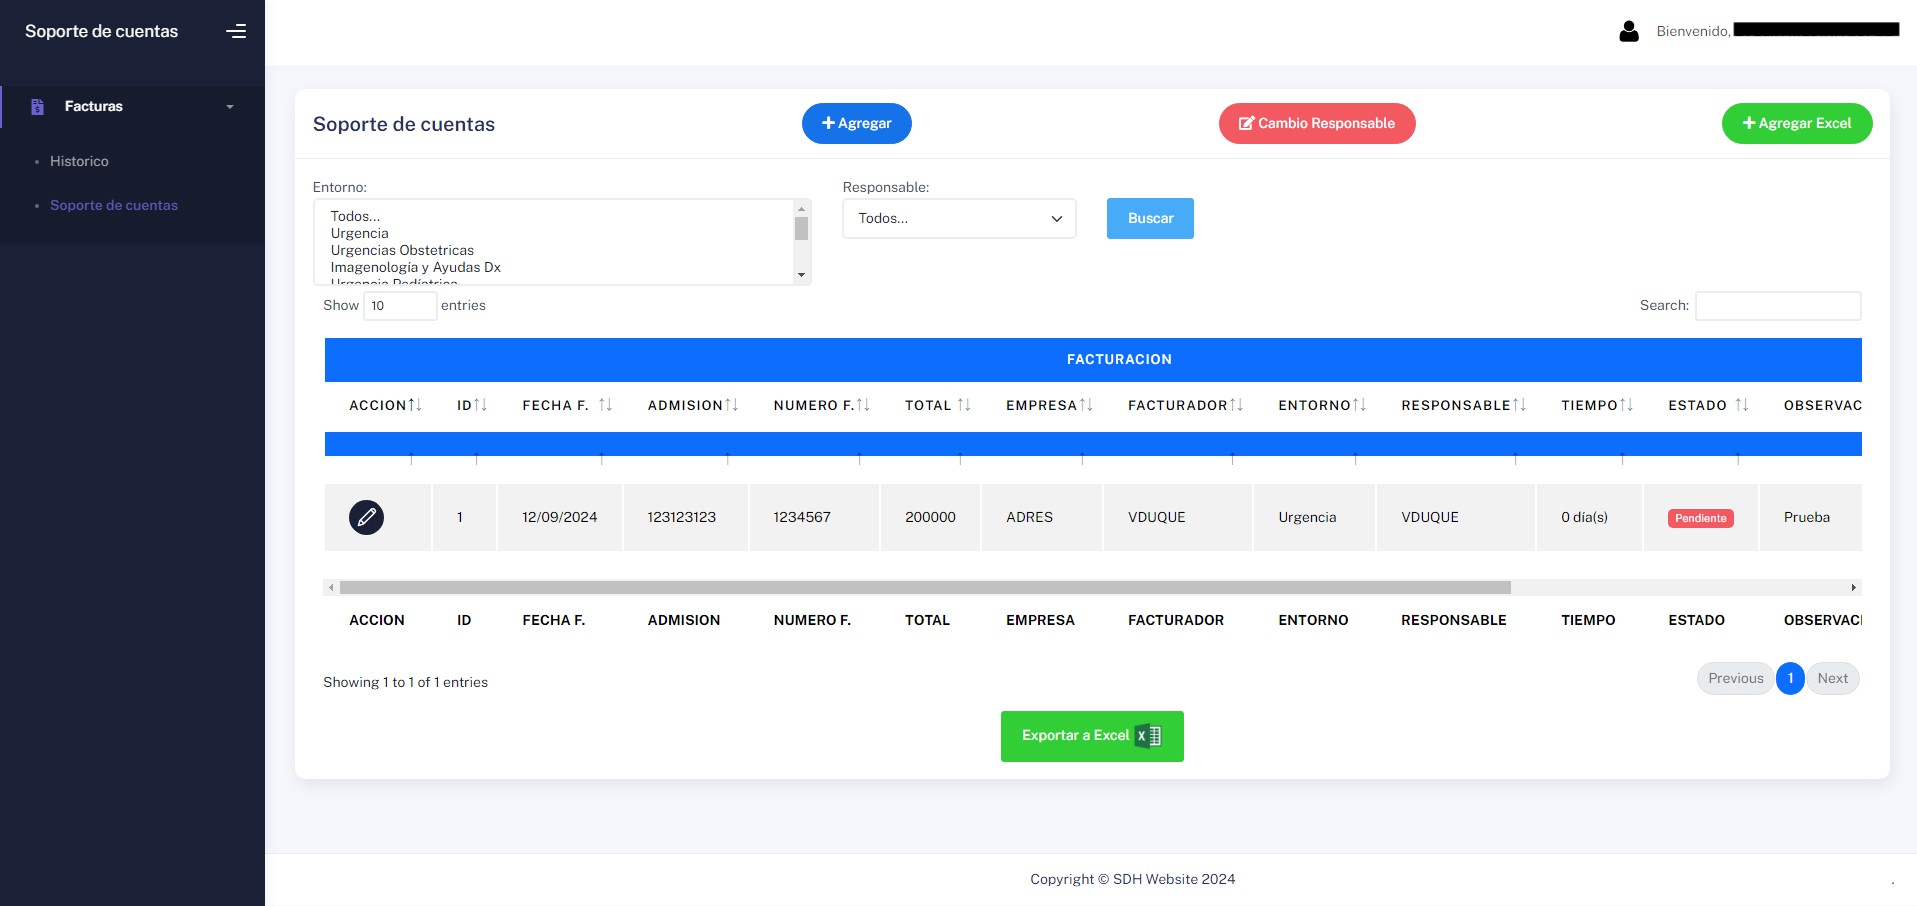 Soporte de cuentas
Bienvenido,
Facturas
Historico
Soporte de cuentas
Soporte de cuentas
Agregar
Cambio Responsable
Agregar Excel
Entorno:
Responsable:
Todos...
Urgencia
Urgencias Obstetricas
Imagenología y Ayudas Dx
Urgencia Pediatrica
Todos...
Buscar
Show 10 entries
Search:
FACTURACION
ACCION ID FECHA F. ADMISION NUMERO F. TOTAL EMPRESA FACTURADOR ENTORNO RESPONSABLE TIEMPO ESTADO OBSERVAC
1 12/09/2024 123123123 1234567 200000 ADRES VDUQUE Urgencia VDUQUE 0 día(s) Pendiente Prueba
ACCION ID FECHA F. ADMISION NUMERO F. TOTAL EMPRESA FACTURADOR ENTORNO RESPONSABLE TIEMPO ESTADO OBSERVACI
Showing 1 to 1 of 1 entries
Previous 1 Next
Exportar a Excel
Copyright © SDH Website 2024
.